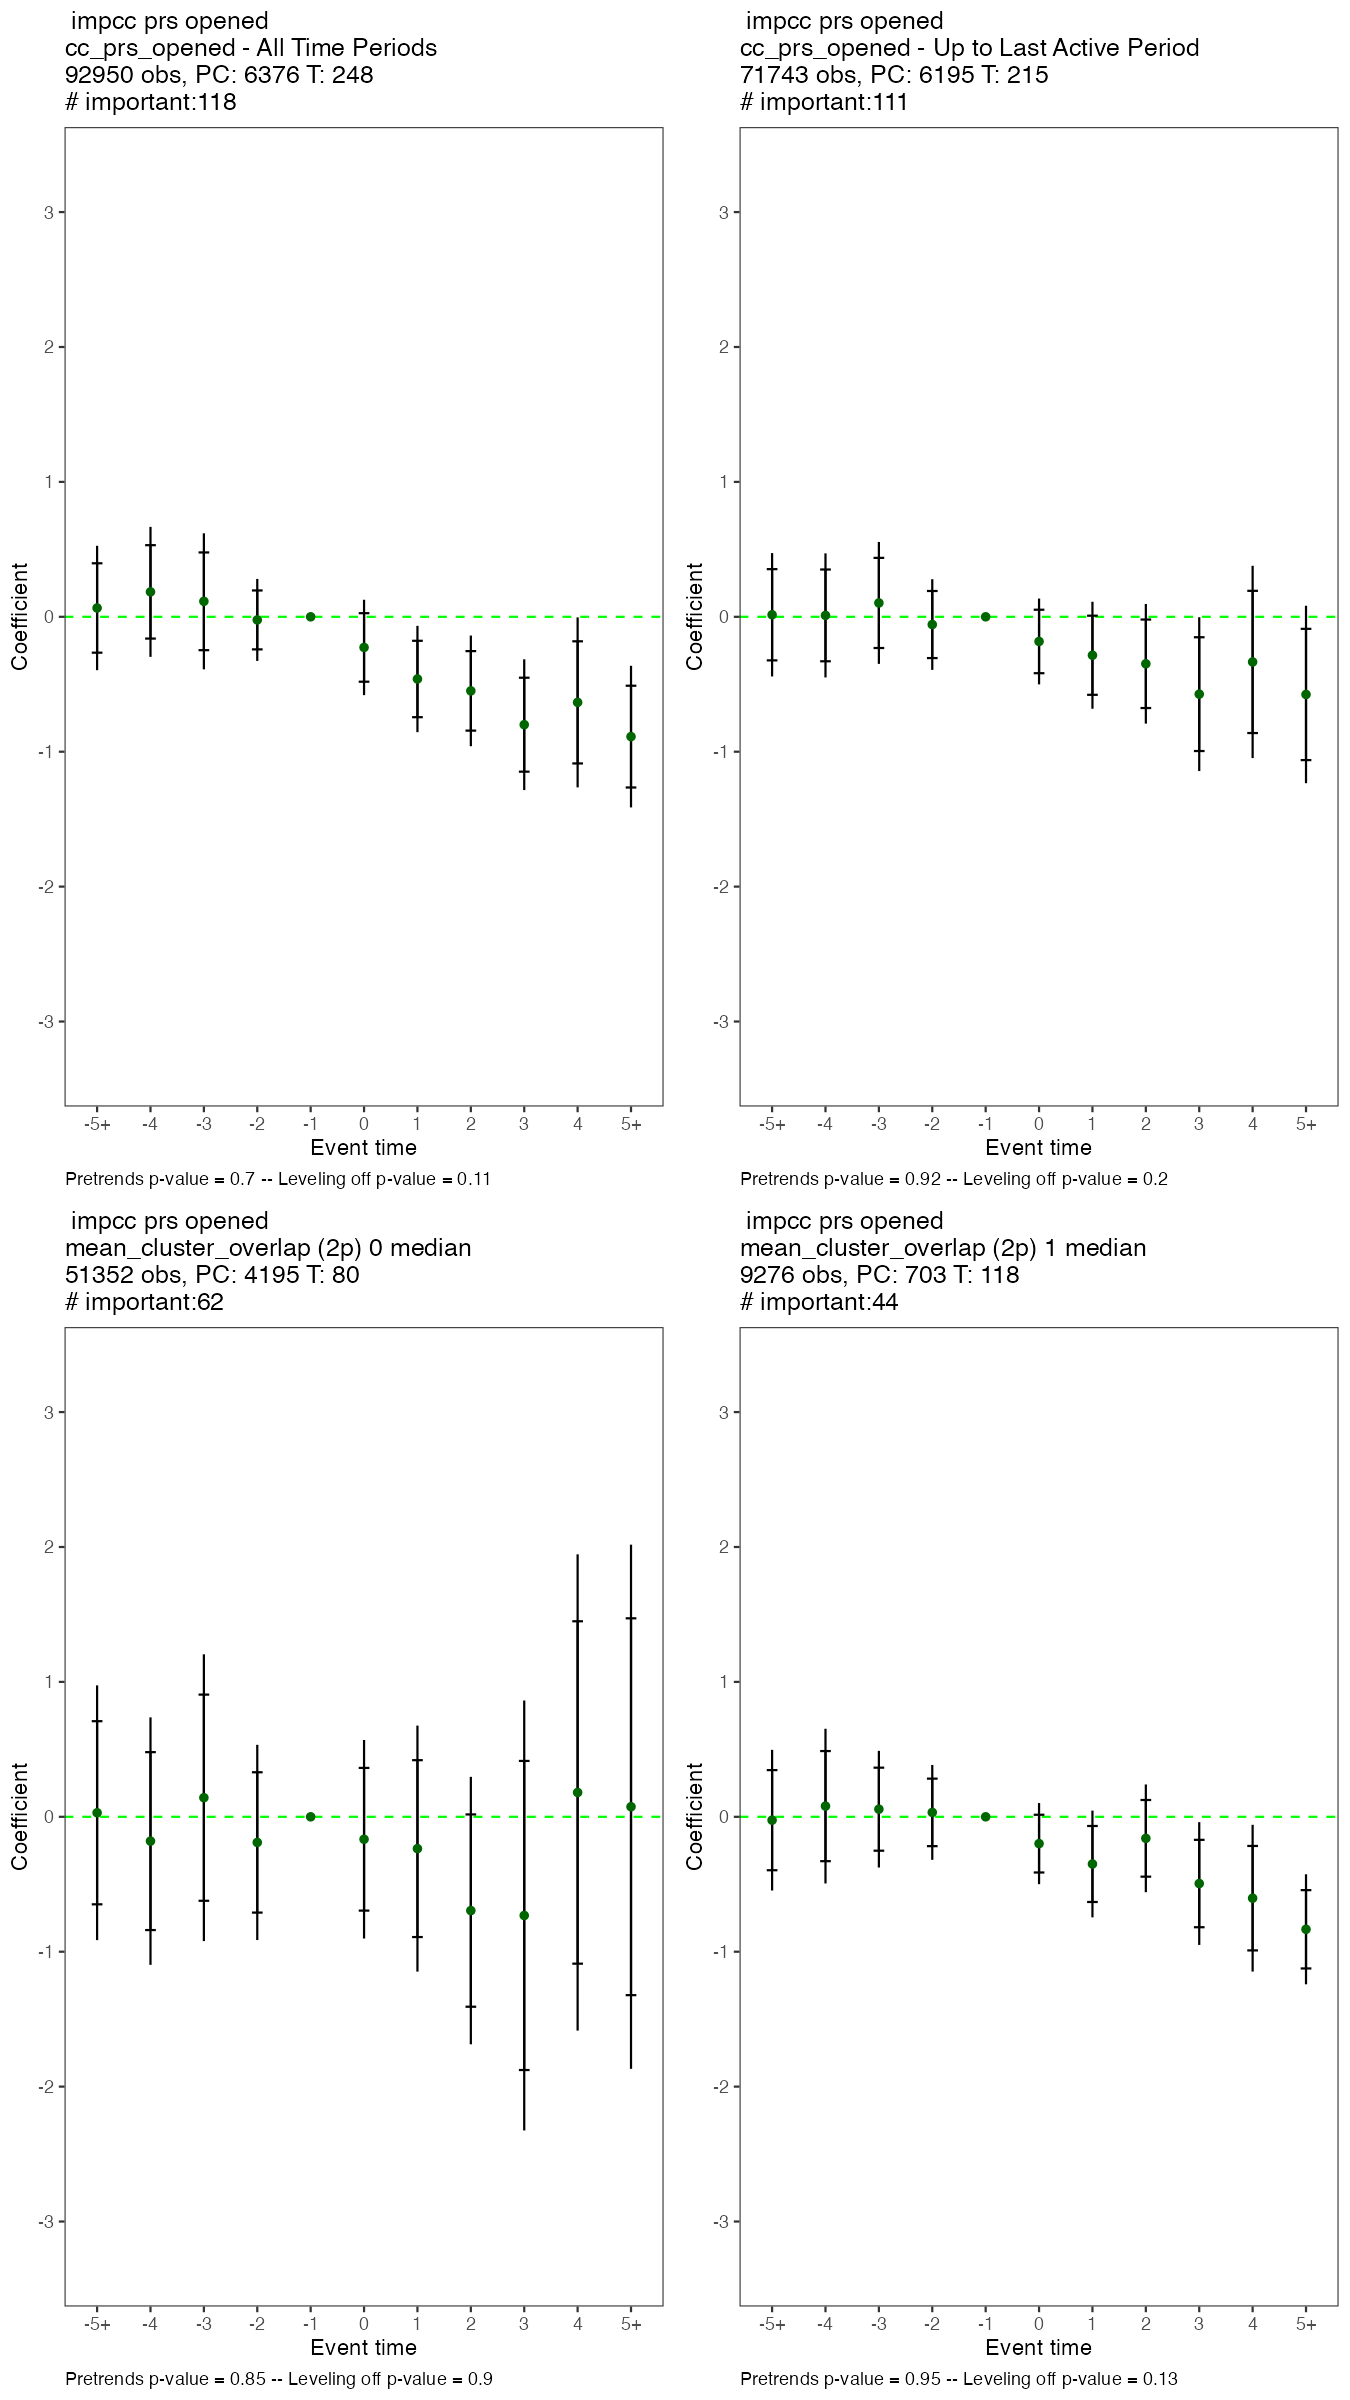 impcc prs opened
cc_prs_opened - All Time Periods
92950 obs, PC: 6376 T: 248
# important:118
3
2
1
0
-1
-2
-3
Coefficient
-5+ -4 -3 -2 -1 0 1 2 3 4 5+
Event time
Pretrends p-value = 0.7 -- Leveling off p-value = 0.11
impcc prs opened
cc_prs_opened - Up to Last Active Period
71743 obs, PC: 6195 T: 215
# important:111
3
2
1
0
-1
-2
-3
Coefficient
-5+ -4 -3 -2 -1 0 1 2 3 4 5+
Event time
Pretrends p-value = 0.92 -- Leveling off p-value = 0.2
impcc prs opened
mean_cluster_overlap (2p) 0 median
51352 obs, PC: 4195 T: 80
# important:62
3
2
1
0
-1
-2
-3
Coefficient
-5+ -4 -3 -2 -1 0 1 2 3 4 5+
Event time
Pretrends p-value = 0.85 -- Leveling off p-value = 0.9
impcc prs opened
mean_cluster_overlap (2p) 1 median
9276 obs, PC: 703 T: 118
# important:44
3
2
1
0
-1
-2
-3
Coefficient
-5+ -4 -3 -2 -1 0 1 2 3 4 5+
Event time
Pretrends p-value = 0.95 -- Leveling off p-value = 0.13